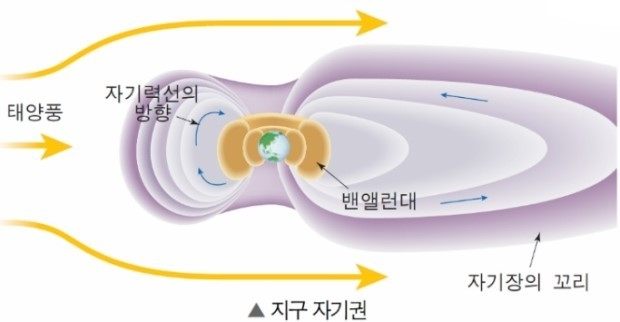 자기력선의
방향
태양풍
밴앨런대
자기장의 꼬리
▲ 지구 자기권